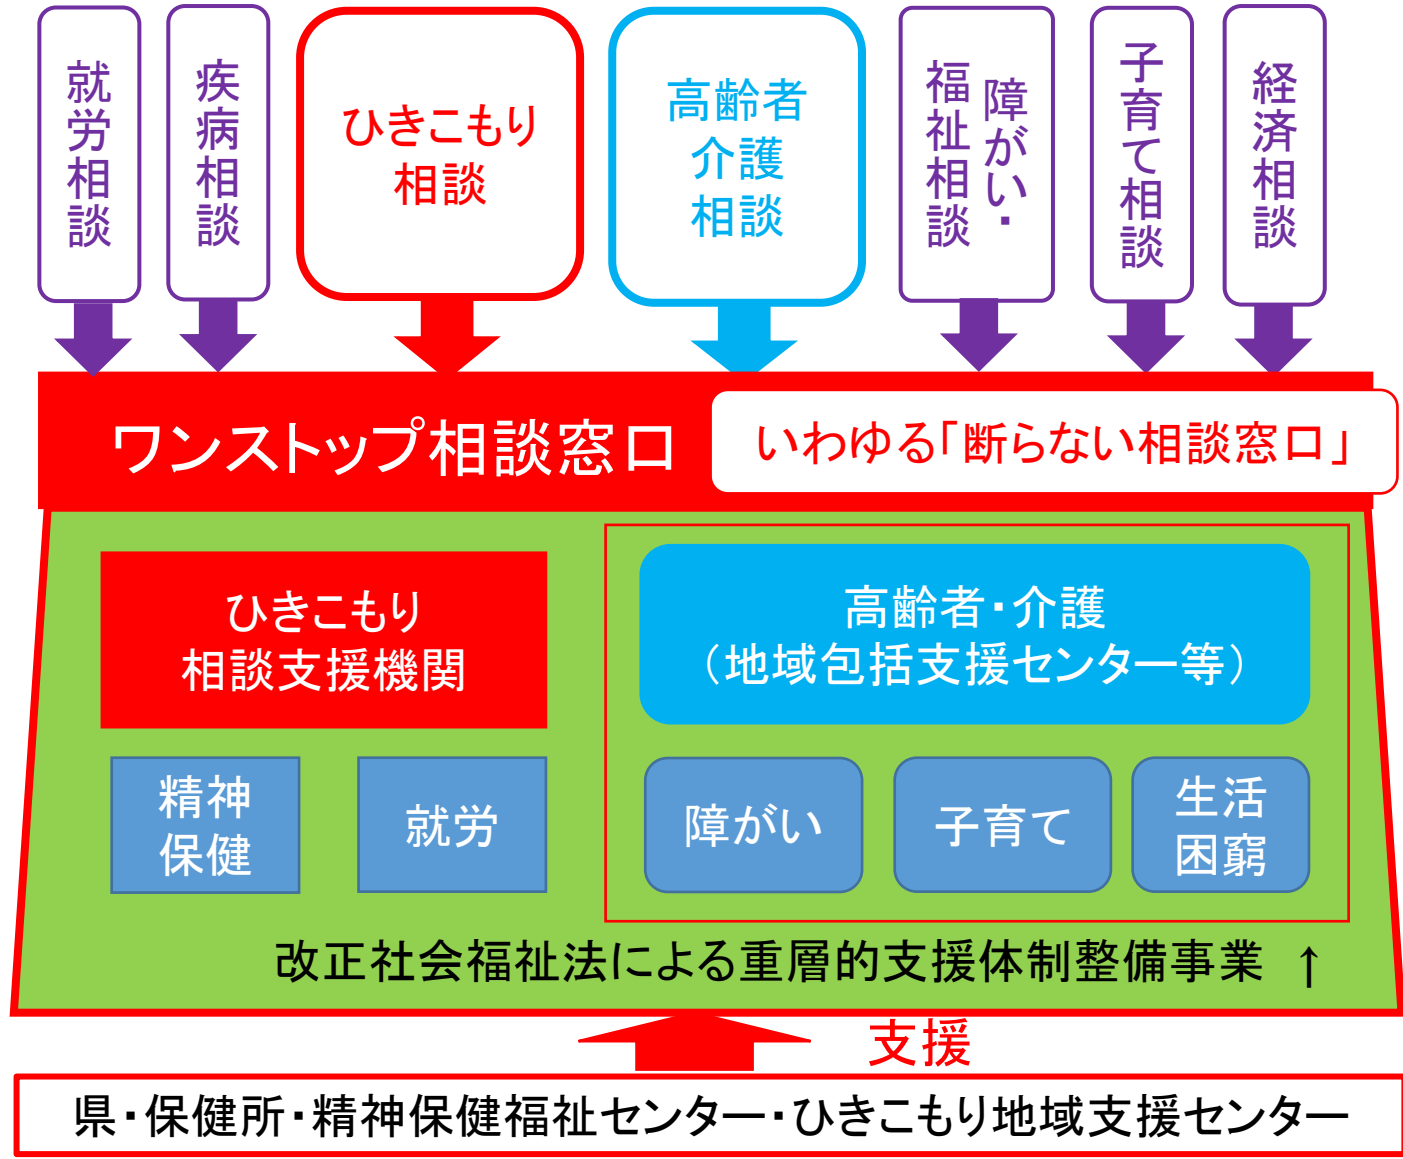 就労相談
疾病相談
ひきこもり
相談
高齢者
介護
相談
障がい・
福祉相談
子育て相談
経済相談
ワンストップ相談窓口
いわゆる「断らない相談窓口」
ひきこもり
相談支援機関
高齢者・介護
（地域包括支援センター等）
精神
保健
就労
障がい
子育て
生活
困窮
改正社会福祉法による重層的支援体制整備事業 ↑
支援
県・保健所・精神保健福祉センター・ひきこもり地域支援センター